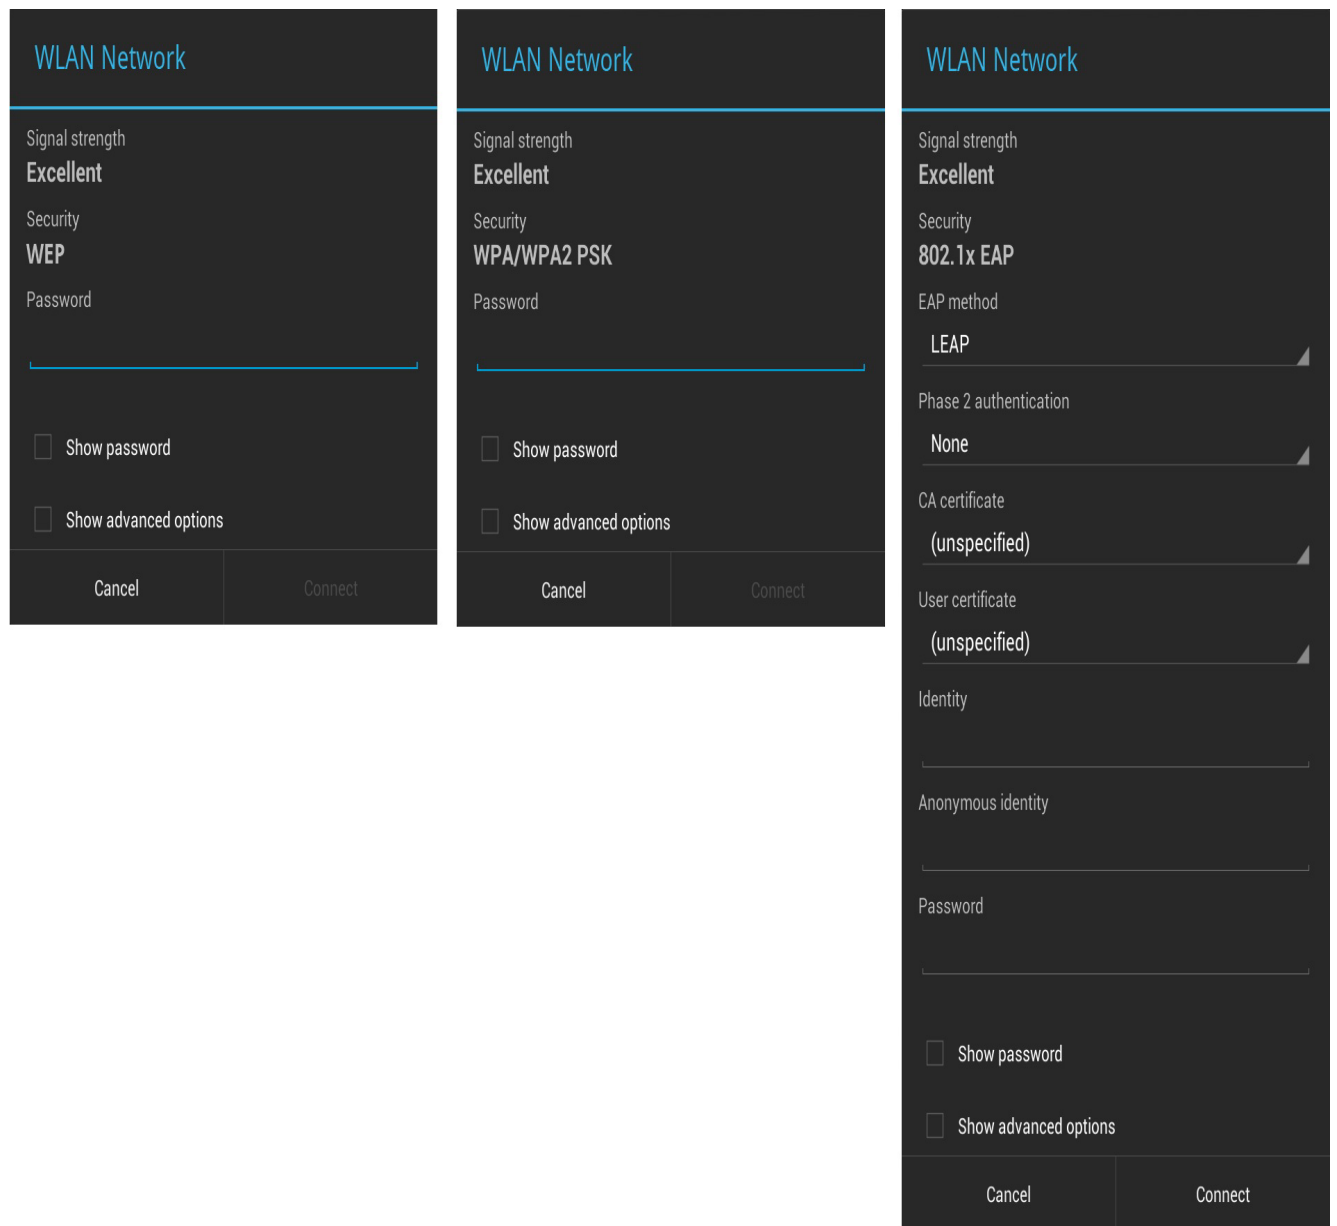 WLAN Network
Signal strength
Excellent
Security
WEP
Password
Show password
Show advanced options
Cancel Connect
WLAN Network
Signal strength
Excellent
Security
WPA/WPA2 PSK
Password
Show password
Show advanced options
Cancel Connect
WLAN Network
Signal strength
Excellent
Security
802.1x EAP
EAP method
LEAP
Phase 2 authentication
None
CA certificate
(unspecified)
User certificate
(unspecified)
Identity
Anonymous identity
Password
Show password
Show advanced options
Cancel Connect